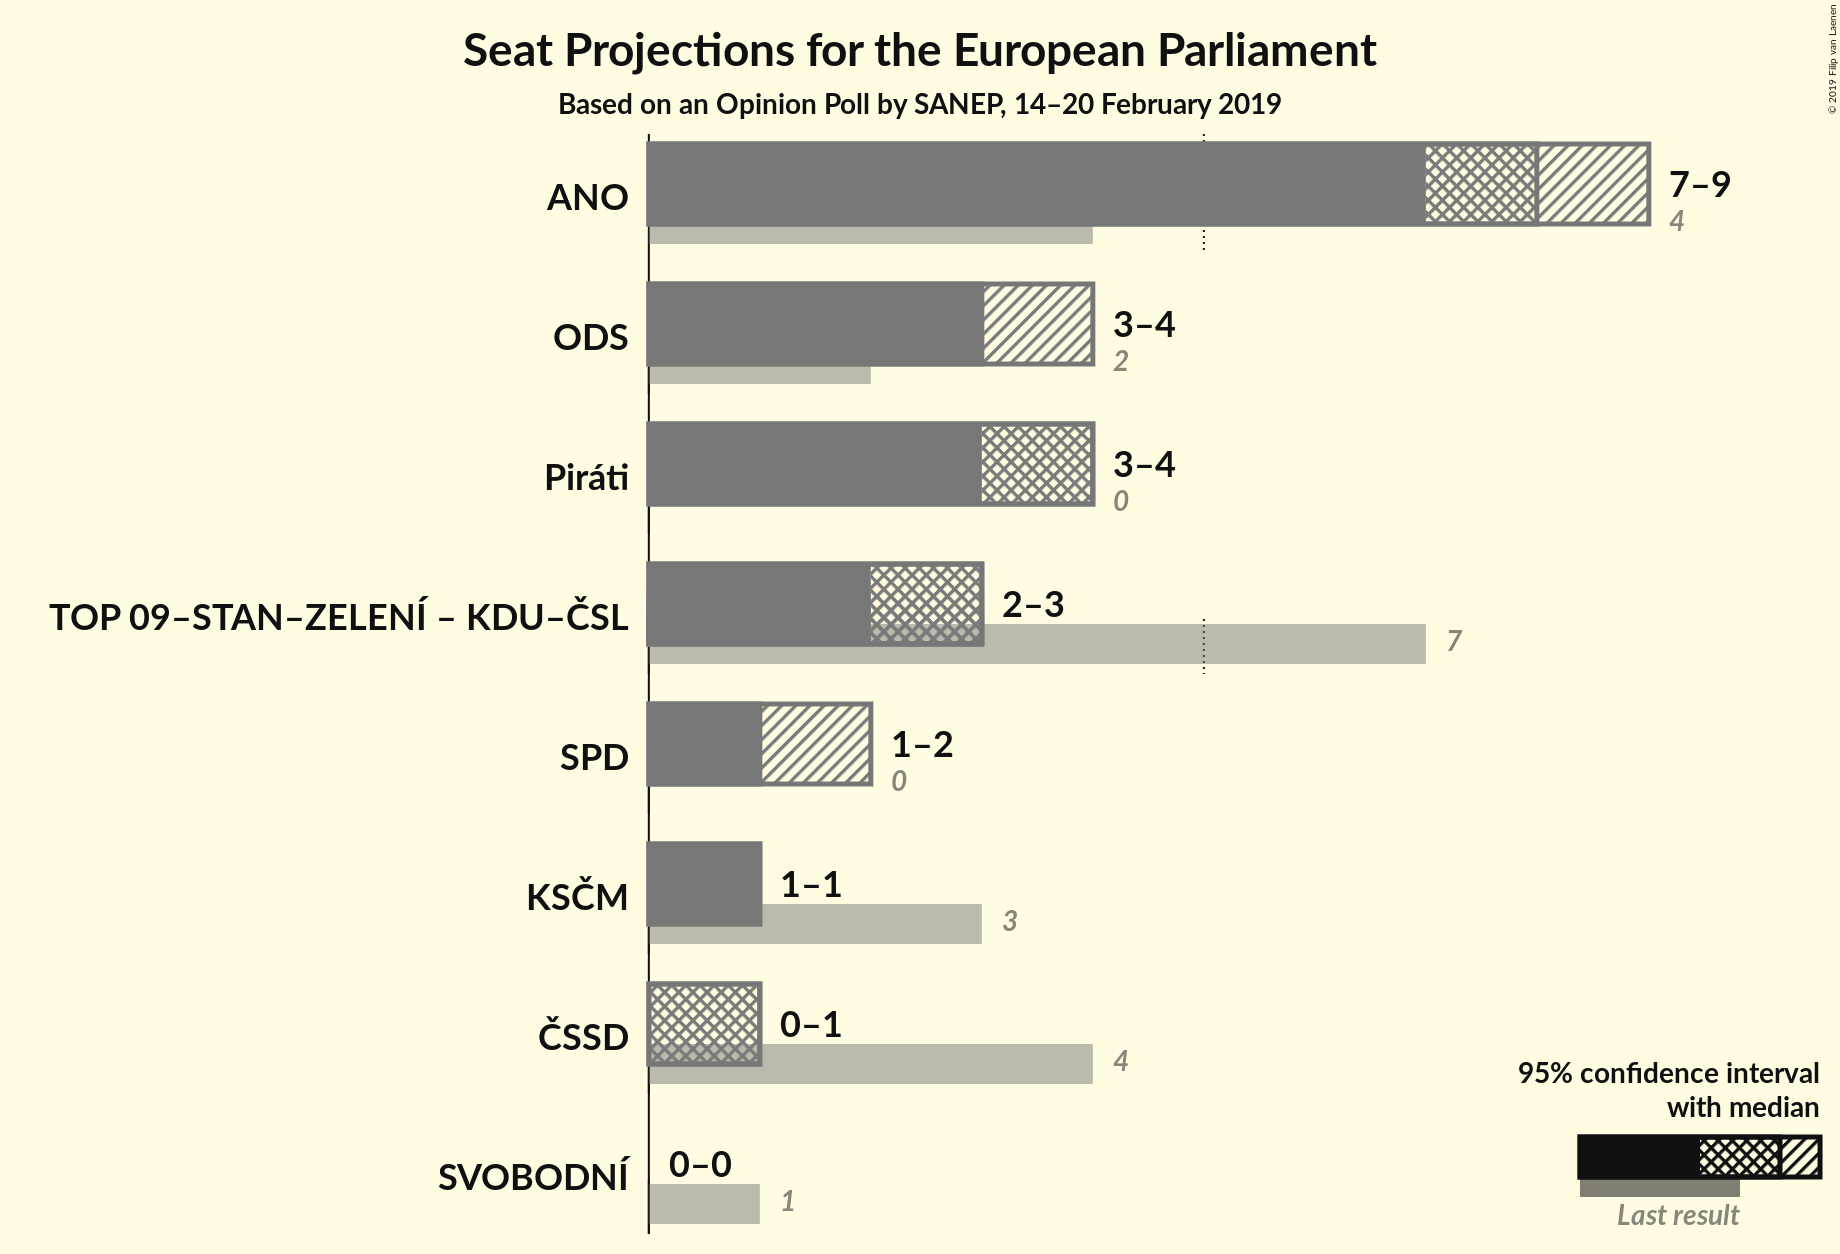 Seat Projections for the European Parliament
Based on an Opinion Poll by SANEP, 14–20 February 2019
© 2019 Filip van Laenen
ANO
7–9
4
ODS
3–4
2
Piráti
3–4
0
TOP 09–STAN–ZELENÍ – KDU–ČSL
2–3
7
SPD
1–2
0
KSČM
1–1
3
ČSSD
0–1
4
SVOBODNÍ
0–0
1
95% confidence interval
with median
Last result